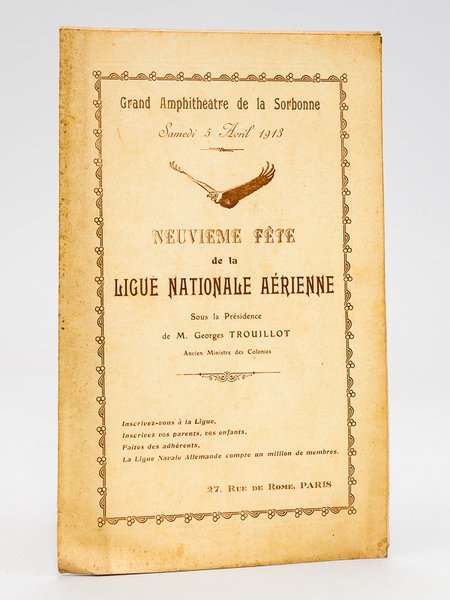 Grand Amphithéatre de la Sorbonne
Samedi 5 Avril 1913
NEUVIEME FÊTE
de la
LIGUE NATIONALE AÉRIENNE
Sous la Présidence
de M. Georges TROUILLOT
Ancien Ministre des Colonies
Inscrivez-vous à la Ligue,
Inscrivez vos parents, vos enfants.
Faites des adhérents,
La Ligue Navale Allemande compte un million de membres.
27, RUE DE ROME, PARIS